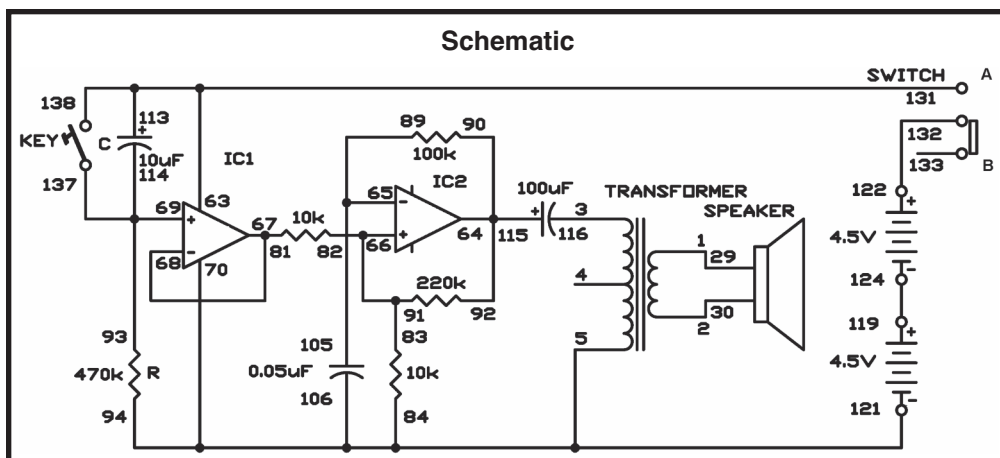 Schematic
SWITCH A
131
138
113
KEY C
+
10uF
114
137
IC1
89 90
100k
132
133 B
IC2
100uF
TRANSFORMER
SPEAKER
122
+
4.5V
-
124
69 + 63
67 10k
81 82
68 - 70
65 -
66 +
64
115 + 116
3
4
5
1
29
30
2
220k
91 92
93
470k R
94
105
0.05uF
106
83
10k
84
119
+
4.5V
-
121